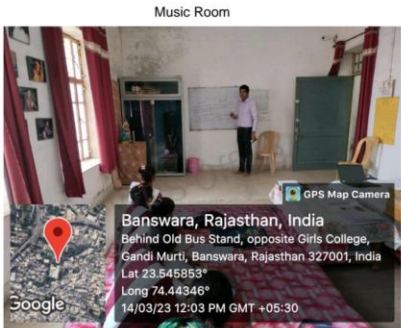 Music Room
GPS Map Camera
Banswara, Rajasthan, India
Behind Old Bus Stand, opposite Girls College,
Gandi Murti, Banswara, Rajasthan 327001, India
Lat 23.545853°
Long 74.44346°
14/03/23 12:03 PM GMT +05:30
Google